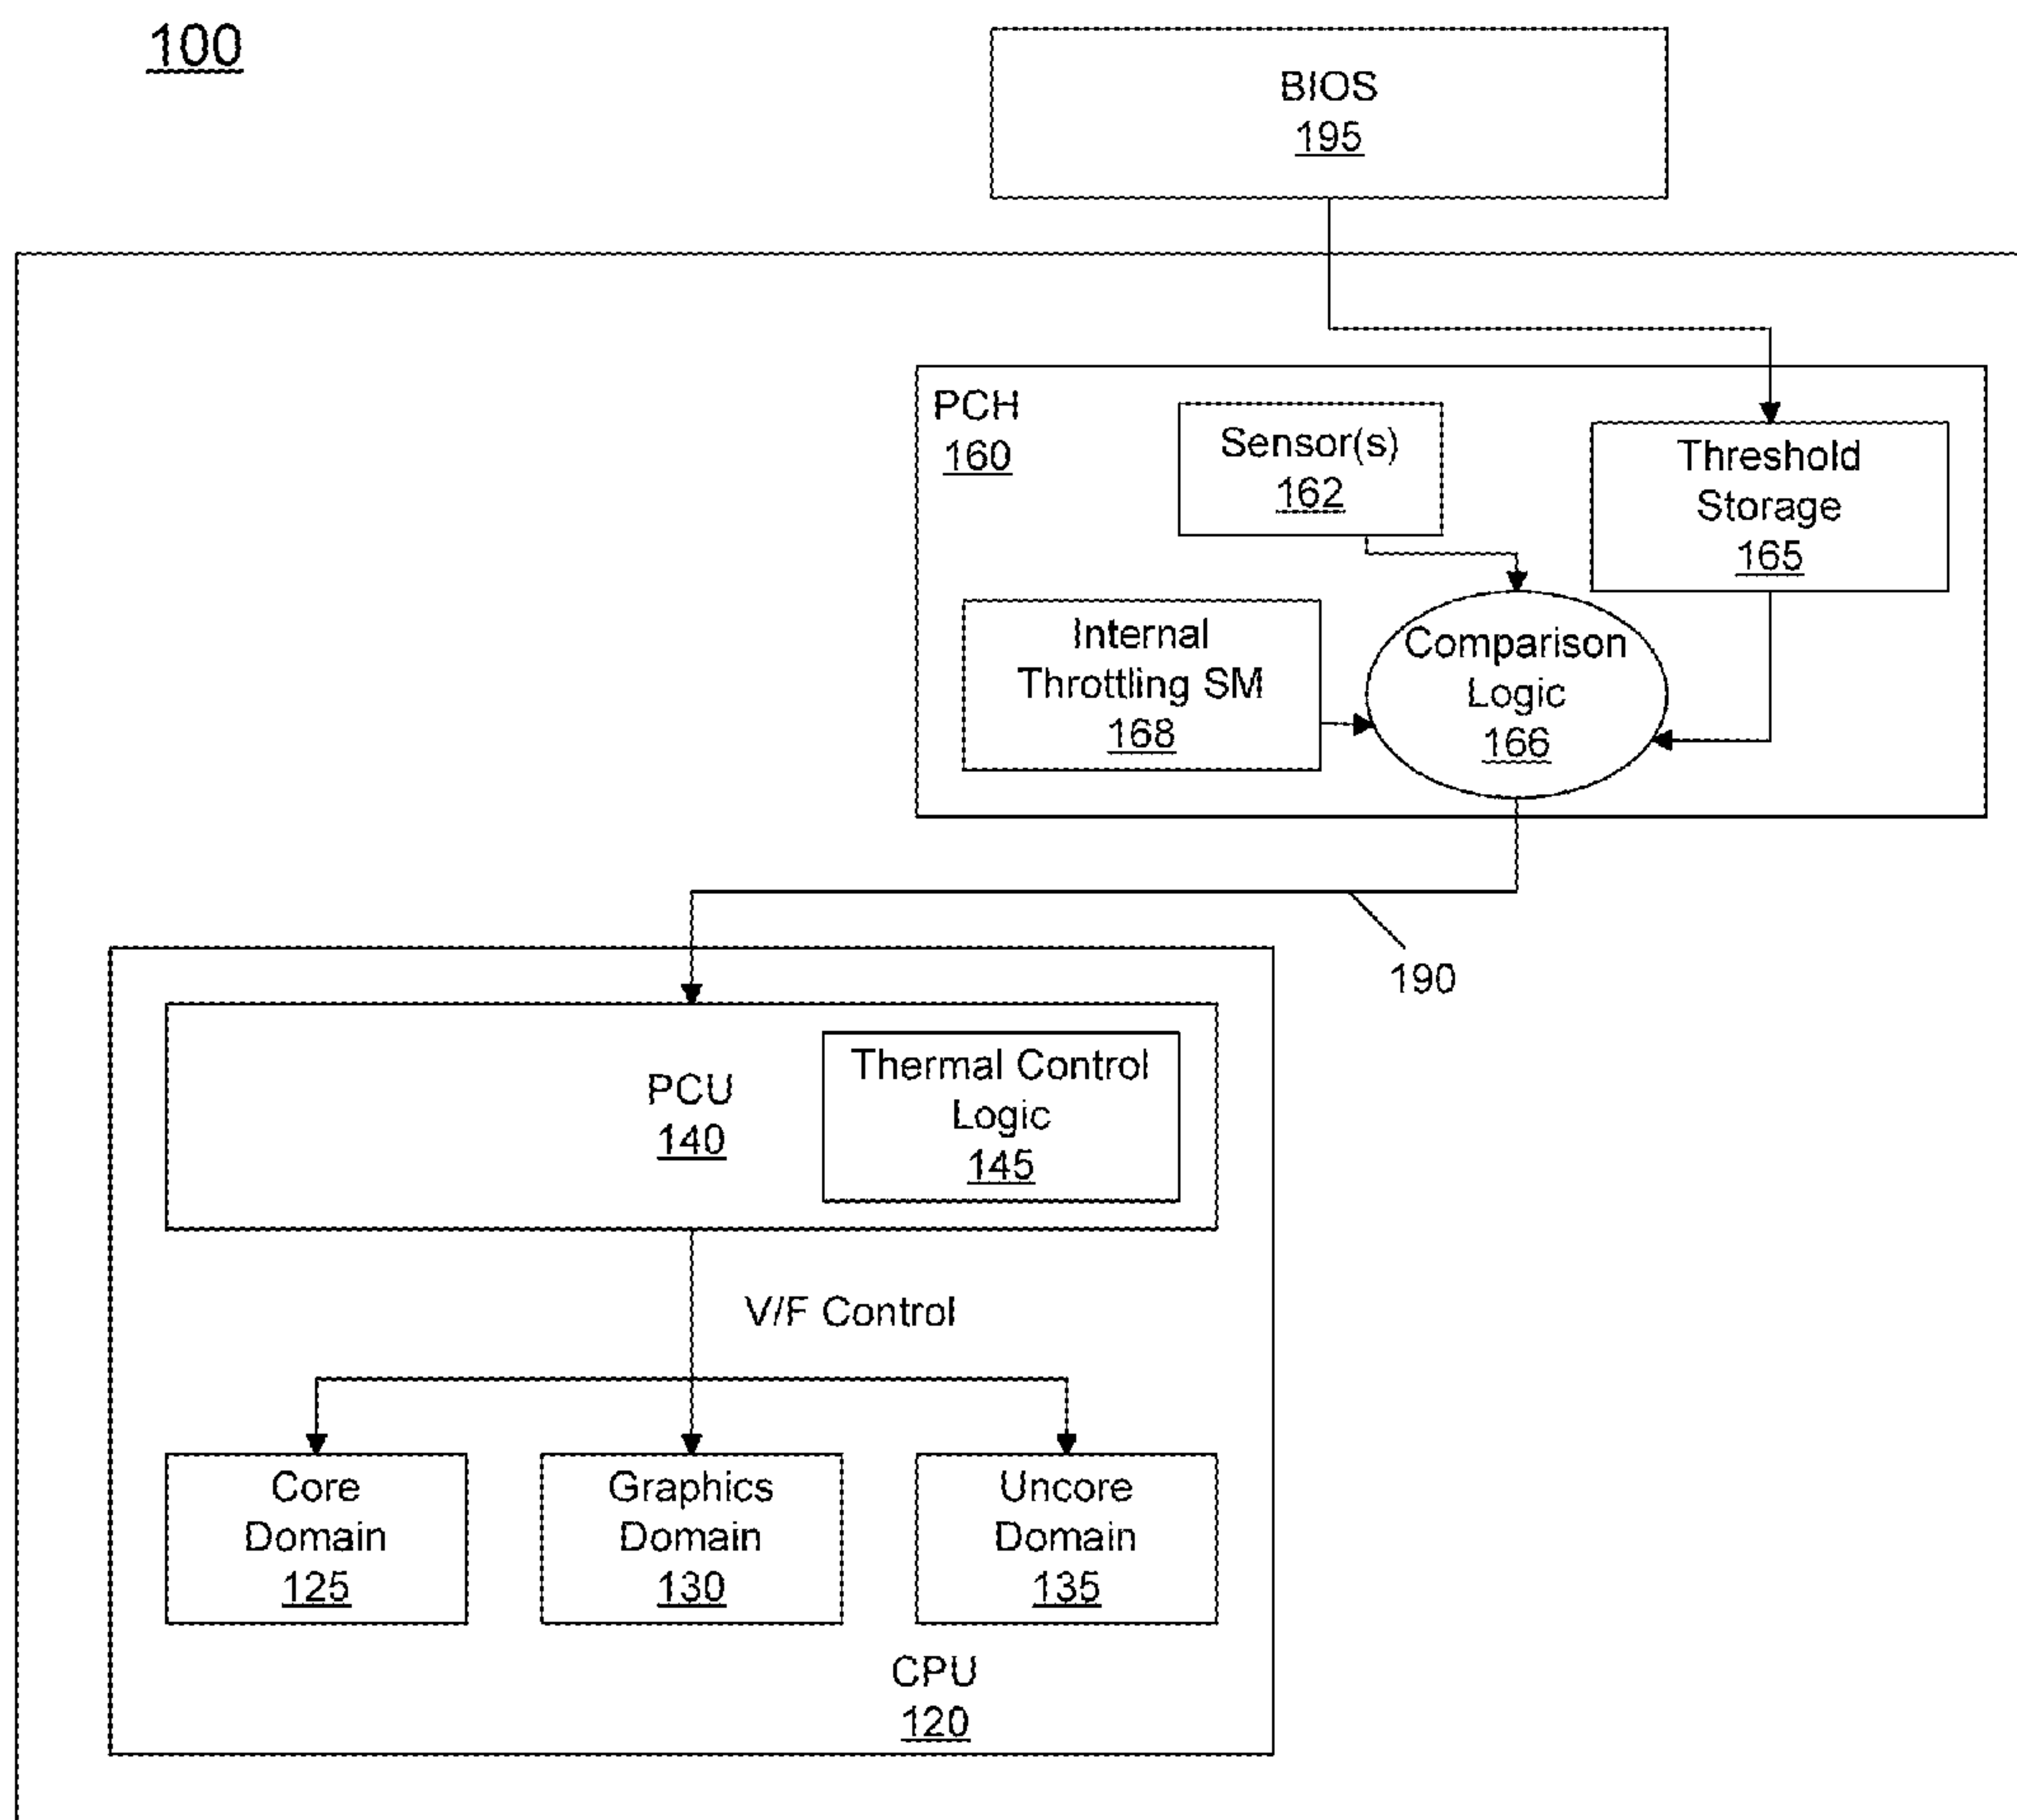 100
BIOS
195
PCH
160
Sensor(s)
162
Threshold
Storage
165
Internal
Throttling SM
168
Comparison
Logic
166
190
PCU
140
Thermal Control
Logic
145
V/F Control
Core
Domain
125
Graphics
Domain
130
Uncore
Domain
135
CPU
120